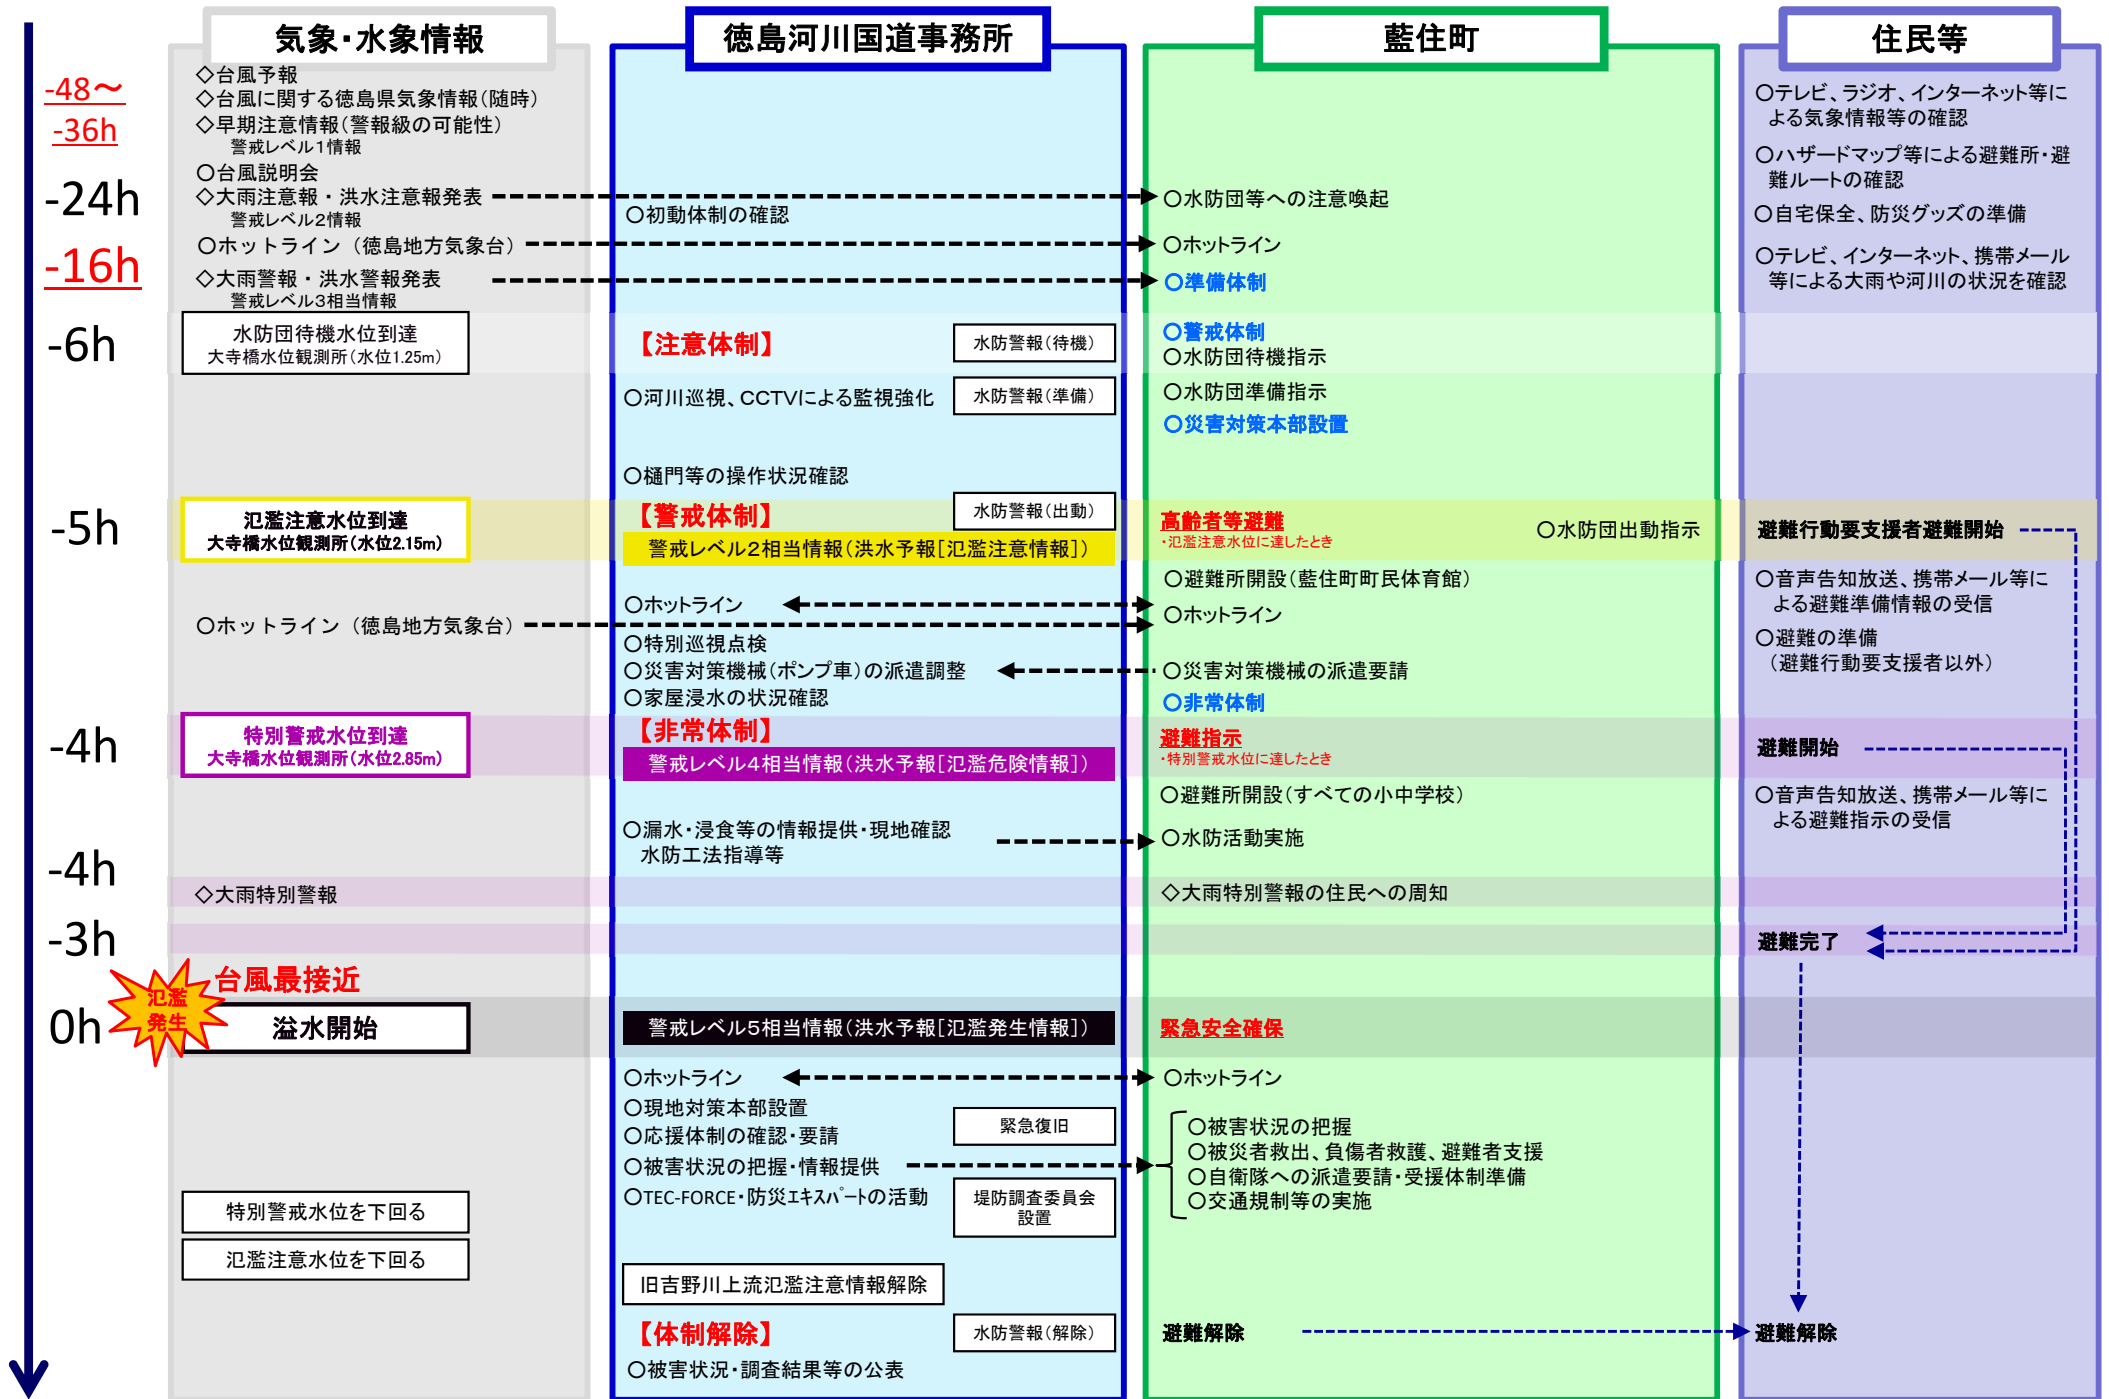 気象・水象情報
徳島河川国道事務所
藍住町
住民等
-48～
-36h
-24h
-16h
-6h
-5h
-4h
-4h
-3h
0h
◇台風予報
◇台風に関する徳島県気象情報(随時)
◇早期注意情報(警報級の可能性)
警戒レベル1情報
○台風説明会
◇大雨注意報・洪水注意報発表
警戒レベル2情報
○ホットライン（徳島地方気象台）
◇大雨警報・洪水警報発表
警戒レベル3相当情報
水防団待機水位到達
大寺橋水位観測所(水位1.25m)
氾濫注意水位到達
大寺橋水位観測所(水位2.15m)
○ホットライン（徳島地方気象台）
特別警戒水位到達
大寺橋水位観測所(水位2.85m)
◇大雨特別警報
台風最接近
氾濫
発生
溢水開始
特別警戒水位を下回る
氾濫注意水位を下回る
○初動体制の確認
【注意体制】
水防警報(待機)
○河川巡視、CCTVによる監視強化
水防警報(準備)
○樋門等の操作状況確認
【警戒体制】
水防警報(出動)
警戒レベル2相当情報(洪水予報[氾濫注意情報])
○ホットライン
○特別巡視点検
○災害対策機械(ポンプ車)の派遣調整
○家屋浸水の状況確認
【非常体制】
警戒レベル4相当情報(洪水予報[氾濫危険情報])
○漏水・浸食等の情報提供・現地確認
水防工法指導等
警戒レベル5相当情報(洪水予報[氾濫発生情報])
○ホットライン
○現地対策本部設置
○応援体制の確認・要請
緊急復旧
○被害状況の把握・情報提供
○TEC-FORCE・防災ｴｷｽﾊﾟｰﾄの活動
堤防調査委員会
設置
旧吉野川上流氾濫注意情報解除
【体制解除】
水防警報(解除)
○被害状況・調査結果等の公表
○水防団等への注意喚起
○ホットライン
○準備体制
○警戒体制
○水防団待機指示
○水防団準備指示
○災害対策本部設置
高齢者等避難
・氾濫注意水位に達したとき
○水防団出動指示
○避難所開設(藍住町町民体育館)
○ホットライン
○災害対策機械の派遣要請
○非常体制
避難指示
・特別警戒水位に達したとき
○避難所開設(すべての小中学校)
○水防活動実施
◇大雨特別警報の住民への周知
緊急安全確保
○ホットライン
○被害状況の把握
○被災者救出、負傷者救護、避難者支援
○自衛隊への派遣要請・受援体制準備
○交通規制等の実施
避難解除
○テレビ、ラジオ、インターネット等に
よる気象情報等の確認
○ハザードマップ等による避難所・避
難ルートの確認
○自宅保全、防災グッズの準備
○テレビ、インターネット、携帯メール
等による大雨や河川の状況を確認
避難行動要支援者避難開始
○音声告知放送、携帯メール等に
よる避難準備情報の受信
○避難の準備
（避難行動要支援者以外）
避難開始
○音声告知放送、携帯メール等に
よる避難指示の受信
避難完了
避難解除